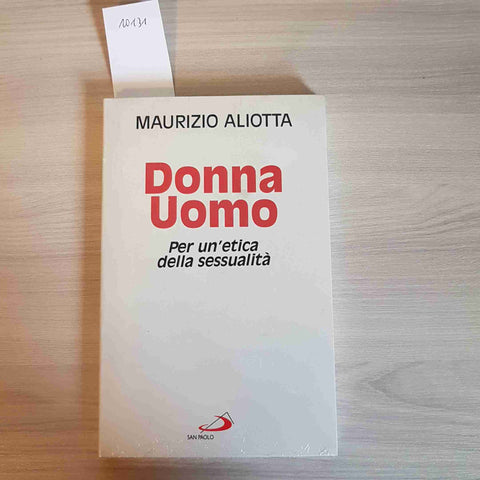 10131
MAURIZIO ALIOTTA
Donna
Uomo
Per un'etica
della sessualità
SAN PAOLO